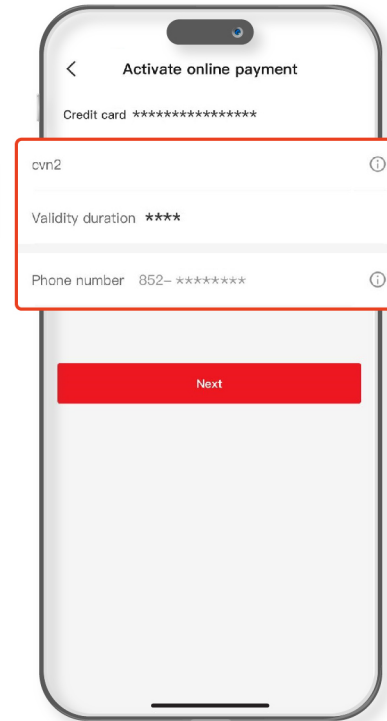 Activate online payment
Credit card ****************
cvn2
Validity duration ****
Phone number 852- ********
Next